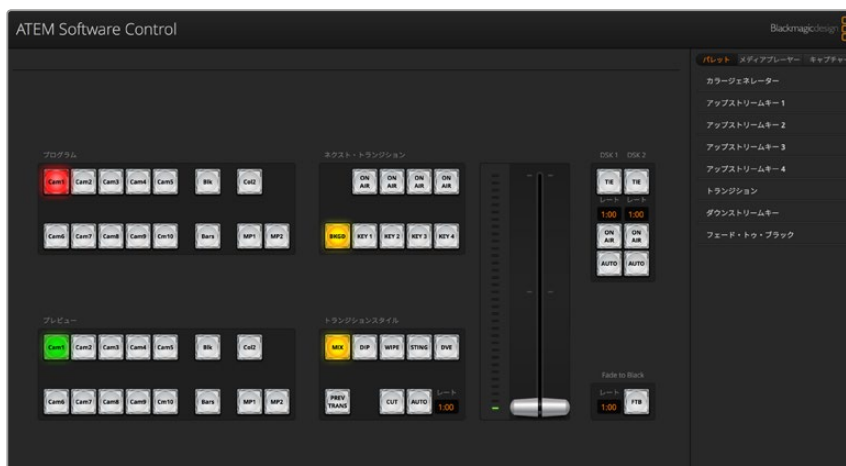 ATEM Software Control
Blackmagicdesign
パレット メディアプレーヤー キャプチャー
カラージェネレーター
アップストリームキー 1
アップストリームキー 2
アップストリームキー 3
アップストリームキー 4
トランジション
ダウンストリームキー
フェード・トゥ・ブラック
プログラム
Cam1 Cam2 Cam3 Cam4 Cam5 Blk Col2
Cam6 Cam7 Cam8 Cam9 Cm10 Bars MP1 MP2
ネクスト・トランジション
ON AIR ON AIR ON AIR ON AIR
BKGD KEY 1 KEY 2 KEY 3 KEY 4
DSK 1 DSK 2
TIE TIE
レート レート
1:00 1:00
ON AIR ON AIR
AUTO AUTO
プレビュー
Cam1 Cam2 Cam3 Cam4 Cam5 Blk Col2
Cam6 Cam7 Cam8 Cam9 Cm10 Bars MP1 MP2
トランジションスタイル
MIX DIP WIPE STING DVE
レート
PREV TRANS CUT AUTO 1:00
Fade to Black
レート
1:00 FTB